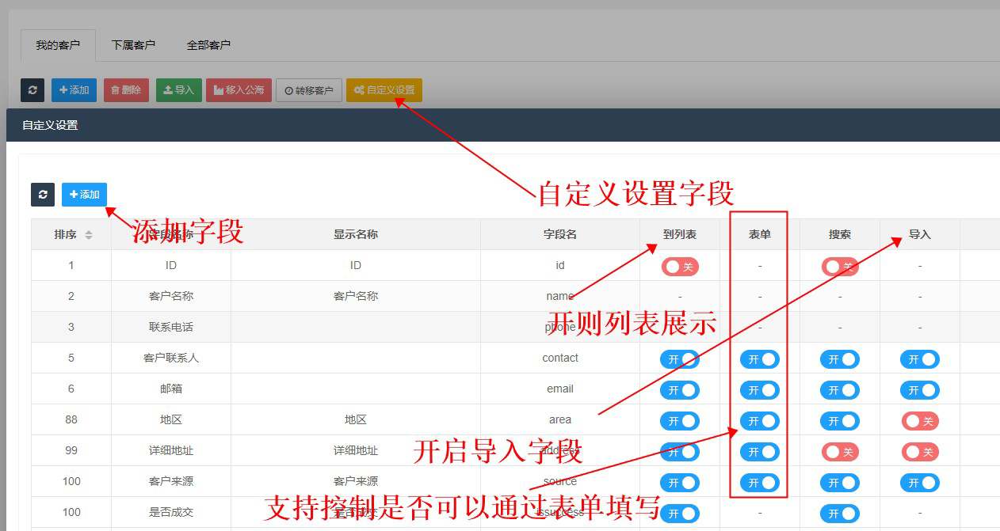 我的客户 下属客户 全部客户
添加 删除 导入 移入公海 转移客户 自定义设置
自定义设置
自定义设置字段
添加
添加字段
排序 字段名称 显示名称 字段名 到列表 表单 搜索 导入
1 ID ID id 关 - 关 -
2 客户名称 客户名称 name - - - -
开则列表展示
3 联系电话 phone - - -
5 客户联系人 contact 开 开 开 开
6 邮箱 email 开 开 开 开
88 地区 地区 area 开 开 开 关
开启导入字段
99 详细地址 详细地址 address 开 开 关 关
100 客户来源 客户来源 source 开 开 开 开
支持控制是否可以通过表单填写
100 是否成交 是否成交 issuccess 开 - 开 -